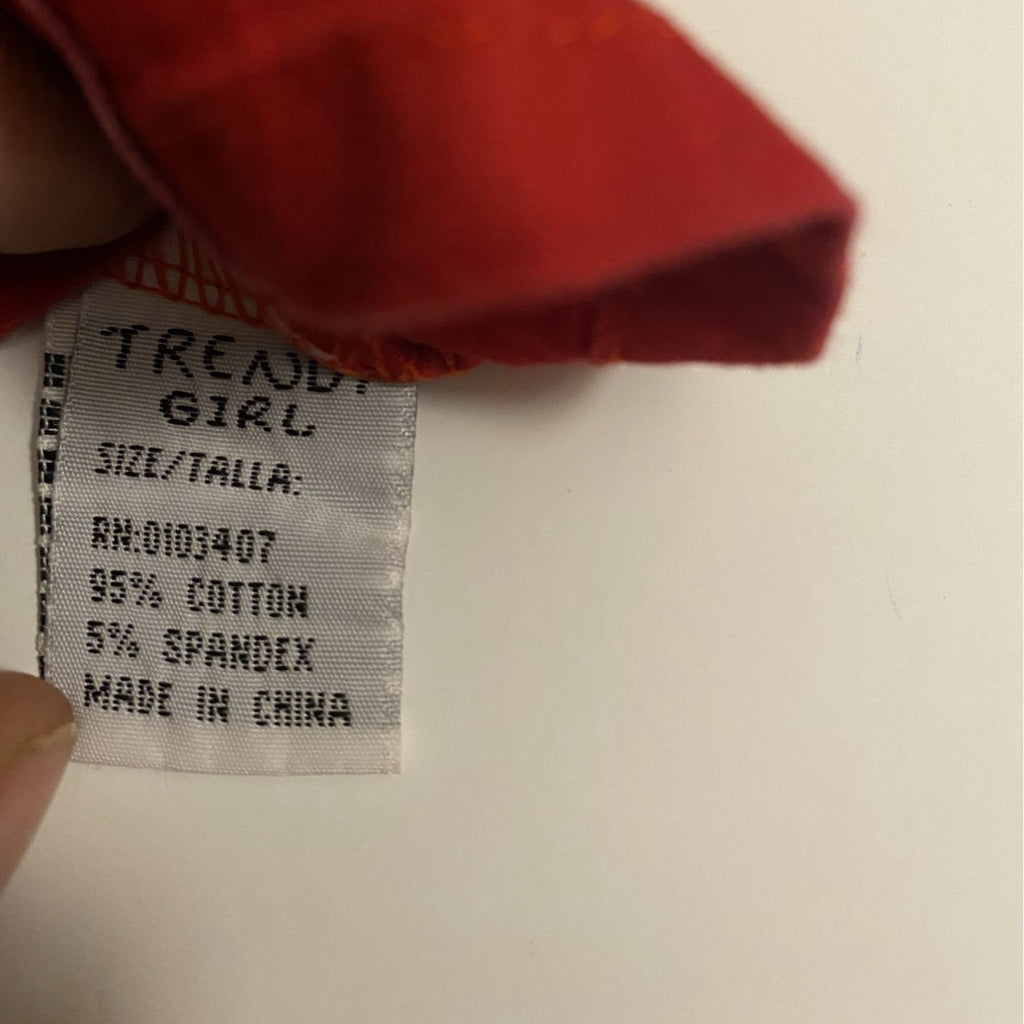 TRENDY
GIRL
SIZE/TALLA:
RN:0103407
95% COTTON
5% SPANDEX
MADE IN CHINA